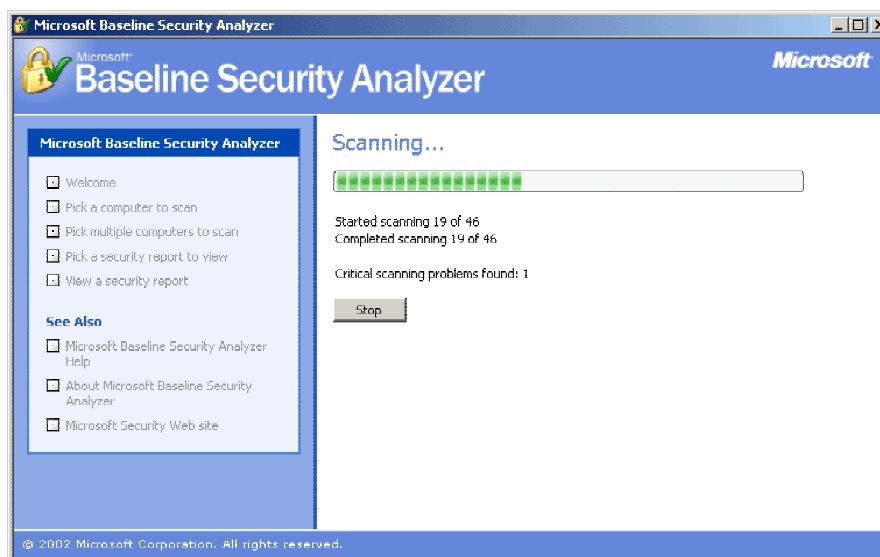 Microsoft Baseline Security Analyzer
Microsoft
Baseline Security Analyzer
Microsoft
Microsoft Baseline Security Analyzer
Welcome
Pick a computer to scan
Pick multiple computers to scan
Pick a security report to view
View a security report
See Also
Microsoft Baseline Security Analyzer
Help
About Microsoft Baseline Security
Analyzer
Microsoft Security Web site
Scanning...
Started scanning 19 of 46
Completed scanning 19 of 46
Critical scanning problems found: 1
Stop
© 2002 Microsoft Corporation. All rights reserved.